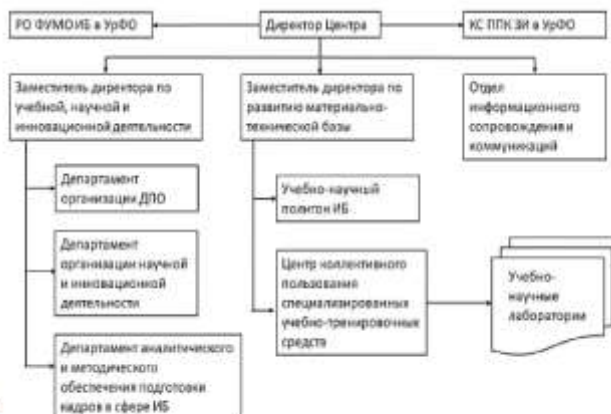 РО ФУМОИБ в УрФО
Директор Центра
КС ППК ЗИ в УрФО
Заместитель директора по
учебной, научной и
инновационной деятельности
Заместитель директора по
развитию материально-
технической базы
Отдел
информационного
сопровождения и
коммуникаций
Департамент
организации ДПО
Учебно-научный
полигон ИБ
Департамент
организации научной
и инновационной
деятельности
Центр коллективного
пользования
специализированных
учебно-тренировочных
средств
Учебно-
научные
лаборатории
Департамент аналитического
и методического
обеспечения подготовки
кадров в сфере ИБ